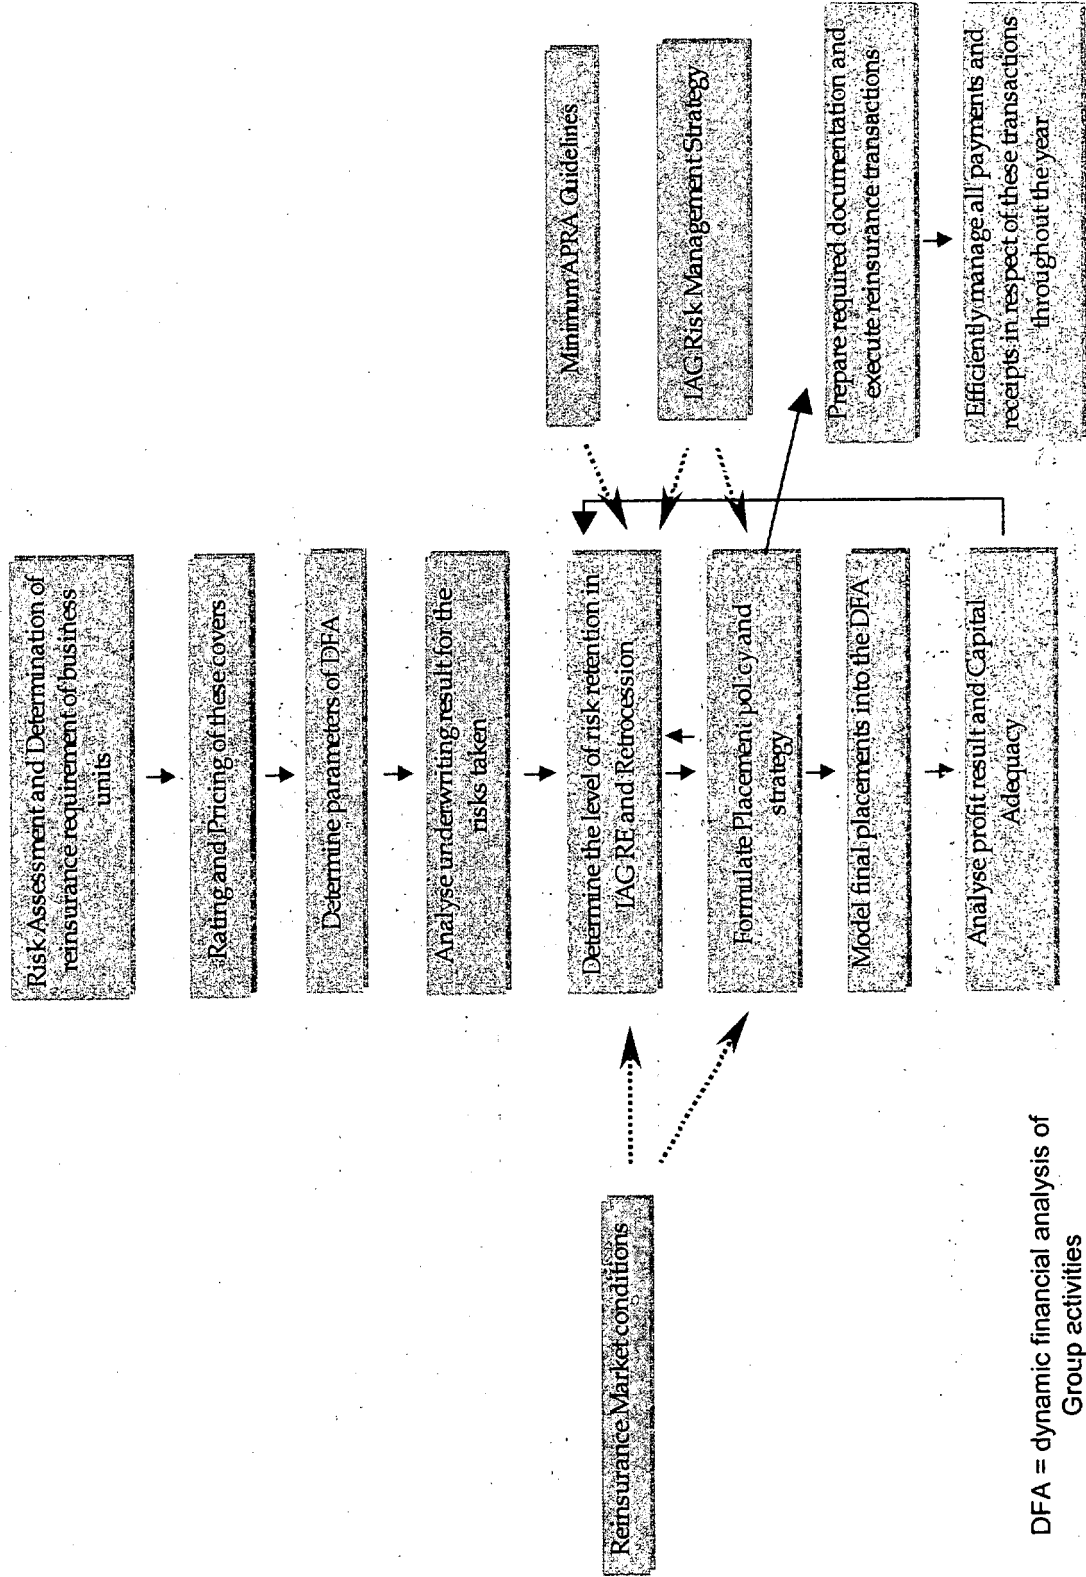 Risk Assessment and Determination of
reinsurance requirement of business
units
Rating and Pricing of these covers
Determine parameters of DFA
Analyse underwriting result for the
risks taken
Reinsurance Market conditions
Determine the level of risk retention in
IAG RE and Retrocession
Minimum APRA Guidelines
IAG Risk Management Strategy
Formulate Placement policy and
strategy
Model final placements into the DFA
Analyse profit result and Capital
Adequacy
Prepare required documentation and
execute reinsurance transactions
Efficiently manage all payments and
receipts in respect of these transactions
throughout the year
DFA = dynamic financial analysis of
Group activities